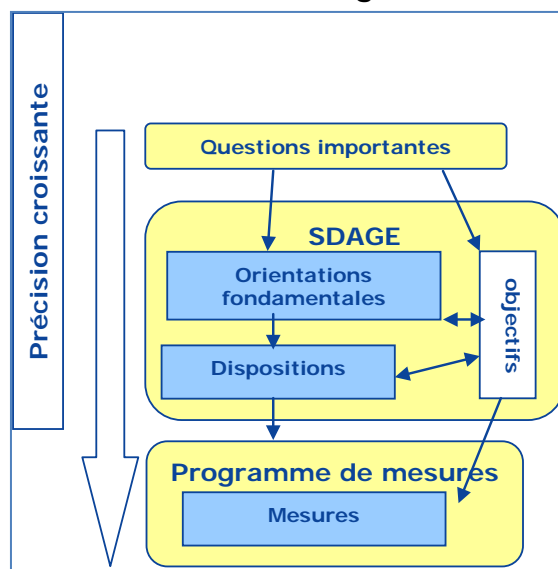 Précision croissante
Questions importantes
SDAGE
Orientations
fondamentales
objectifs
Dispositions
Programme de mesures
Mesures